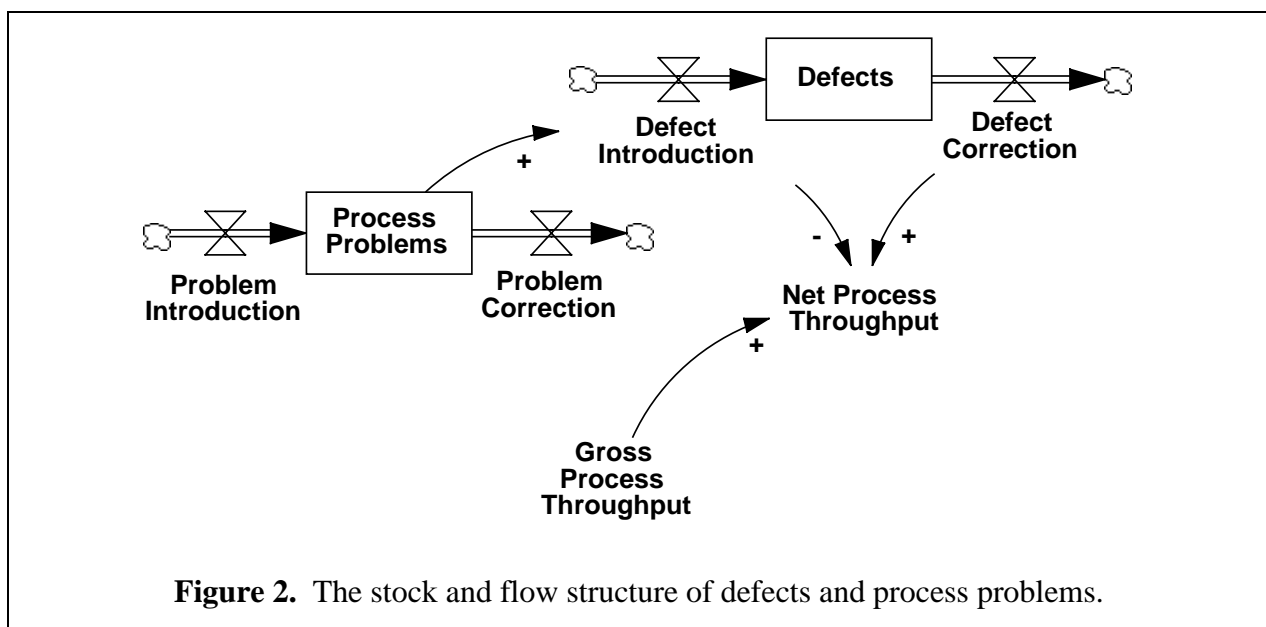 Defects
Defect
Introduction
Defect
Correction
+
Process
Problems
-
+
Problem
Introduction
Problem
Correction
Net Process
Throughput
+
Gross
Process
Throughput
Figure 2. The stock and flow structure of defects and process problems.